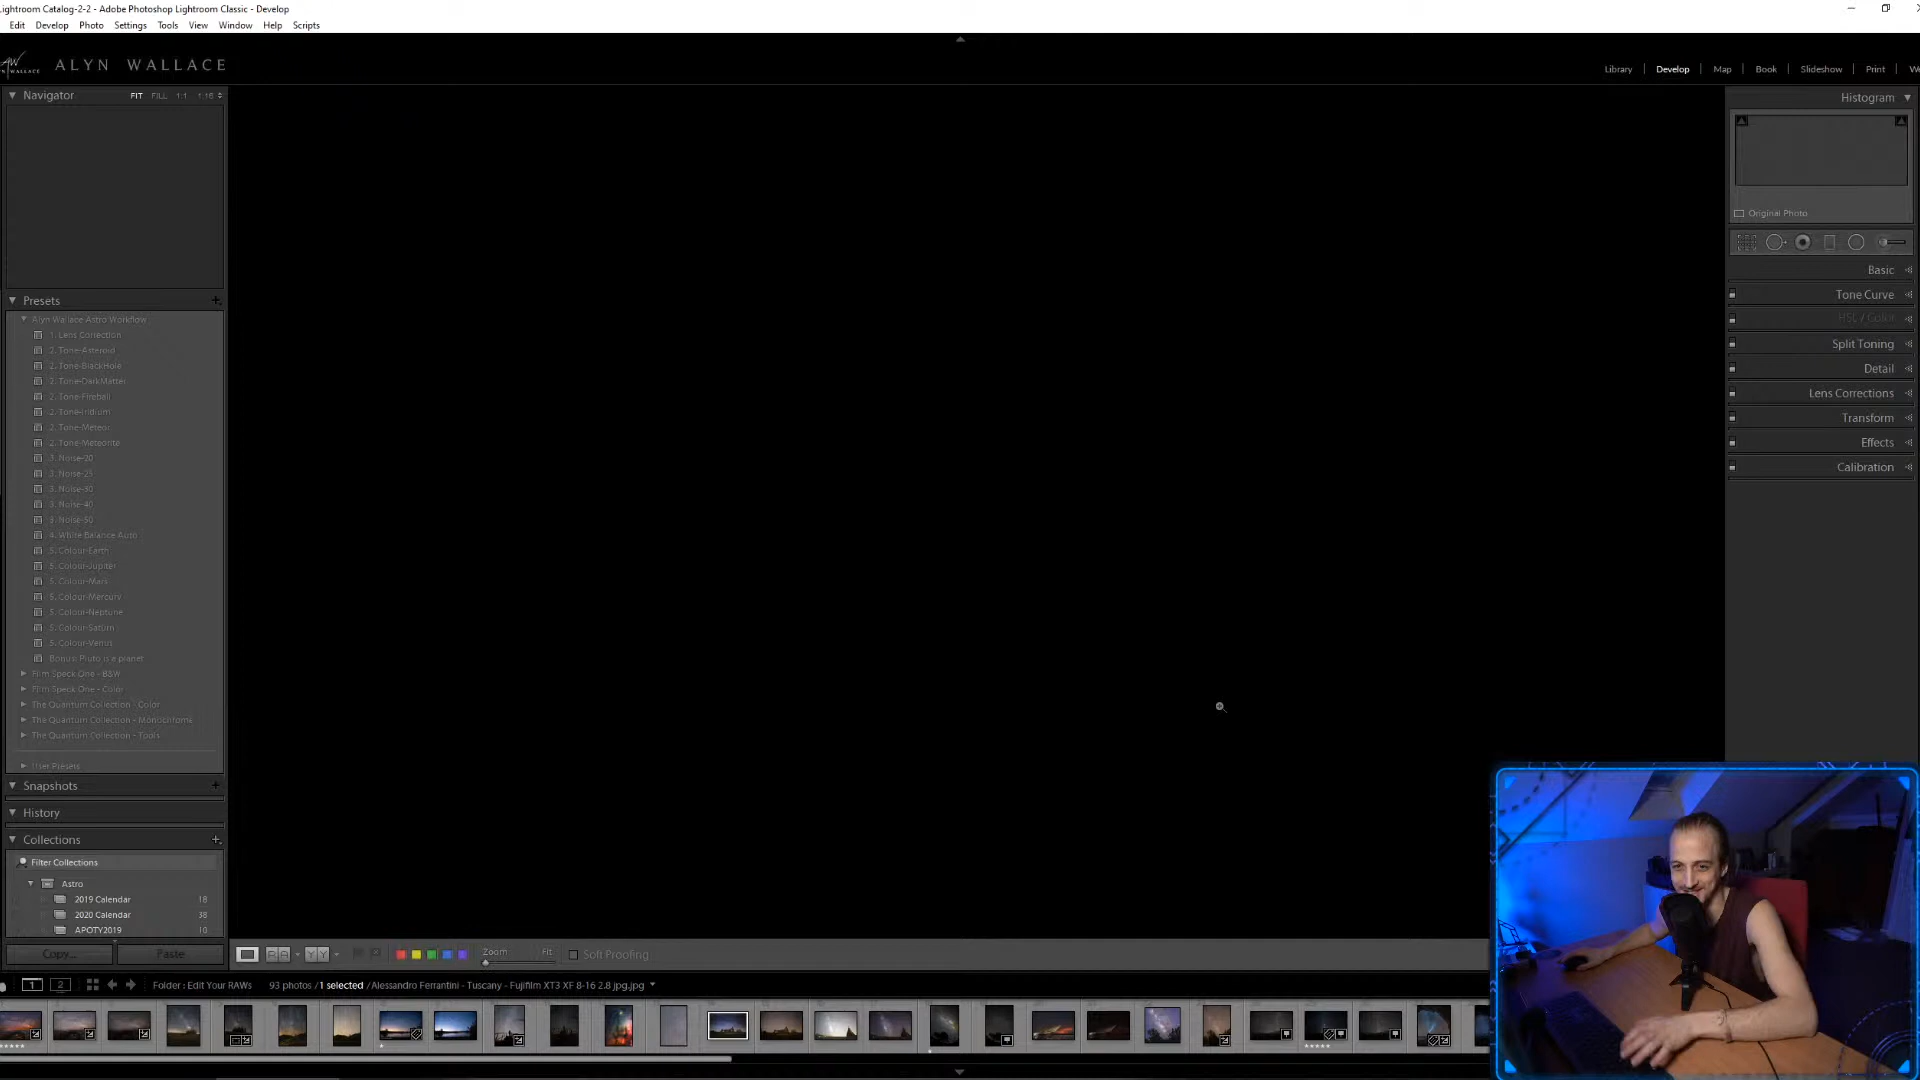 Lightroom Catalog-2-2 - Adobe Photoshop Lightroom Classic - Develop
Edit Develop Photo Settings Tools View Window Help Scripts
ALYN WALLACE
Library Develop Map Book Slideshow Print
Navigator FIT FILL 1:1 1:16
Histogram
Original Photo
Basic
Tone Curve
HSL / Color
Split Toning
Detail
Lens Corrections
Transform
Effects
Calibration
Presets
Alyn Wallace Astro Workflow
1. Lens Correction
2. Tone-Asteroid
2. Tone-BlackHole
2. Tone-DarkMatter
2. Tone-Fireball
2. Tone-Iridium
2. Tone-Meteor
2. Tone-Meteorite
3. Noise-20
3. Noise-25
3. Noise-30
3. Noise-40
3. Noise-50
4. White Balance Auto
5. Colour-Earth
5. Colour-Jupiter
5. Colour-Mars
5. Colour-Mercury
5. Colour-Neptune
5. Colour-Saturn
5. Colour-Venus
Bonus: Pluto is a planet
Film Speck One - B&W
Film Speck One - Color
The Quantum Collection - Color
The Quantum Collection - Monochrome
The Quantum Collection - Tools
User Presets
Snapshots
History
Collections
Filter Collections
Astro
2019 Calendar 18
2020 Calendar 38
APOTY2019 10
Copy... Paste
Zoom Fit Soft Proofing
1 2 Folder : Edit Your RAWs 93 photos / 1 selected / Alessandro Ferrantini - Tuscany - Fujifilm XT3 XF 8-16 2.8 jpg.jpg